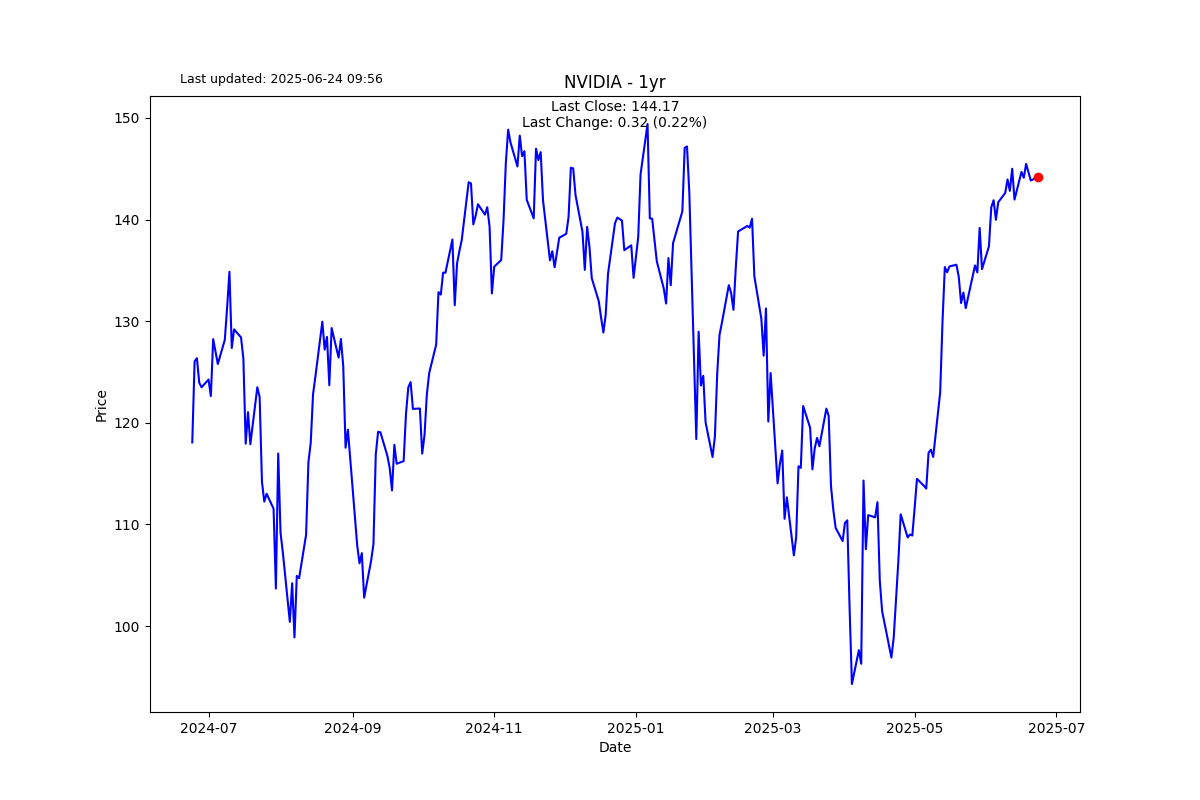 Last updated: 2025-06-24 09:56
NVIDIA - 1yr
Last Close: 144.17
Last Change: 0.32 (0.22%)
150
140
130
120
110
100
Price
2024-07 2024-09 2024-11 2025-01 2025-03 2025-05 2025-07
Date